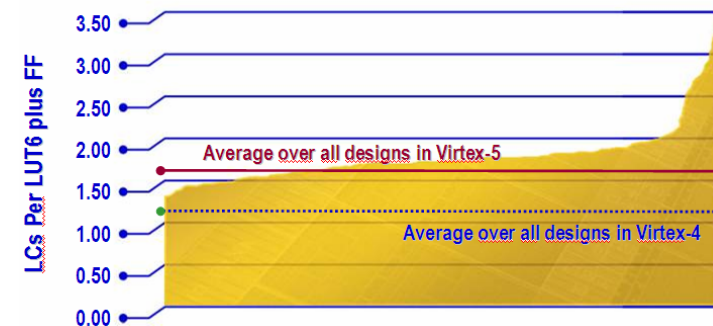 3.50
3.00
2.50
2.00
1.50
1.00
0.50
0.00
LCs Per LUT6 plus FF
Average over all designs in Virtex-5
Average over all designs in Virtex-4